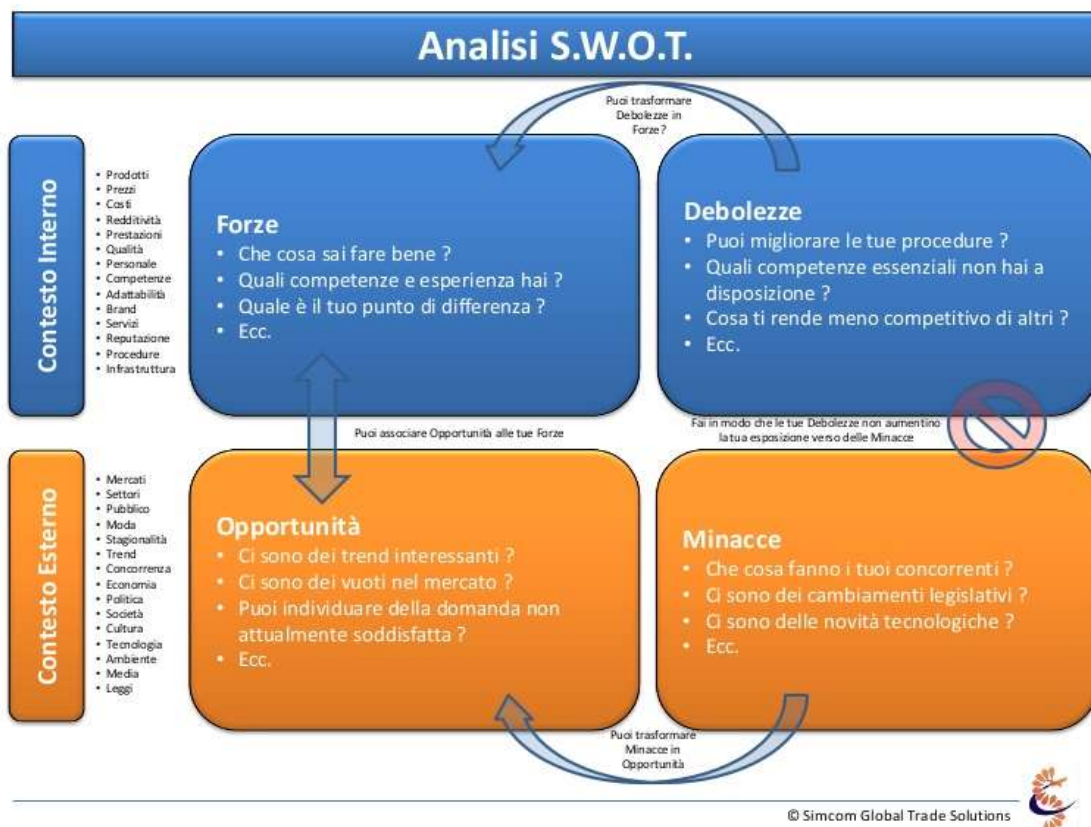 Analisi S.W.O.T.
Puoi trasformare
Debolezze in
Forze ?
Contesto Interno
• Prodotti
• Prezzi
• Costi
• Redditività
• Prestazioni
• Qualità
• Personale
• Competenze
• Adattabilità
• Brand
• Servizi
• Reputazione
• Procedure
• Infrastruttura
Forze
• Che cosa sai fare bene ?
• Quali competenze e esperienza hai ?
• Quale è il tuo punto di differenza ?
• Ecc.
Debolezze
• Puoi migliorare le tue procedure ?
• Quali competenze essenziali non hai a
disposizione ?
• Cosa ti rende meno competitivo di altri ?
• Ecc.
Puoi associare Opportunità alle tue Forze
Fai in modo che le tue Debolezze non aumentino
la tua esposizione verso delle Minacce
Contesto Esterno
• Mercati
• Settori
• Pubblico
• Moda
• Stagionalità
• Trend
• Concorrenza
• Economia
• Politica
• Società
• Cultura
• Tecnologia
• Ambiente
• Media
• Leggi
Opportunità
• Ci sono dei trend interessanti ?
• Ci sono dei vuoti nel mercato ?
• Puoi individuare della domanda non
attualmente soddisfatta ?
• Ecc.
Minacce
• Che cosa fanno i tuoi concorrenti ?
• Ci sono dei cambiamenti legislativi ?
• Ci sono delle novità tecnologiche ?
• Ecc.
Puoi trasformare
Minacce in
Opportunità
© Simcom Global Trade Solutions